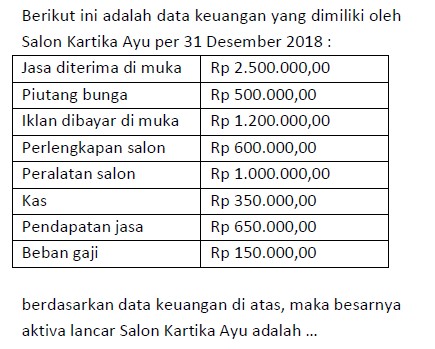 Berikut ini adalah data keuangan yang dimiliki oleh
Salon Kartika Ayu per 31 Desember 2018 :
Jasa diterima di muka Rp 2.500.000,00
Piutang bunga Rp 500.000,00
Iklan dibayar di muka Rp 1.200.000,00
Perlengkapan salon Rp 600.000,00
Peralatan salon Rp 1.000.000,00
Kas Rp 350.000,00
Pendapatan jasa Rp 650.000,00
Beban gaji Rp 150.000,00
berdasarkan data keuangan di atas, maka besarnya
aktiva lancar Salon Kartika Ayu adalah ...